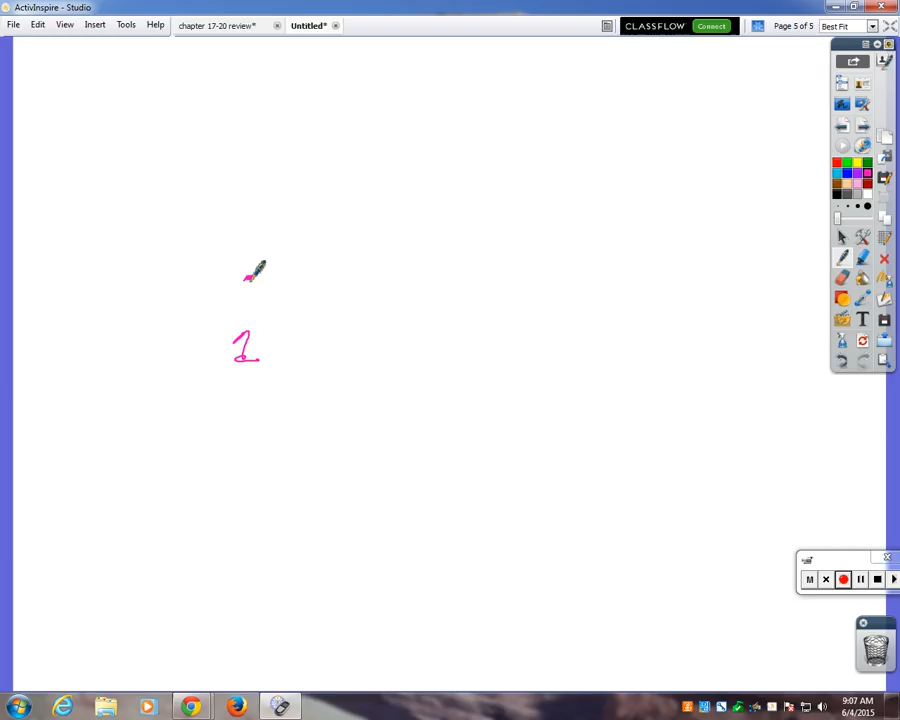 ActivInspire - Studio
File Edit View Insert Tools Help chapter 17-20 review* Untitled* CLASSFLOW Connect Page 5 of 5 Best Fit
1
T
M
9:07 AM
6/4/2015